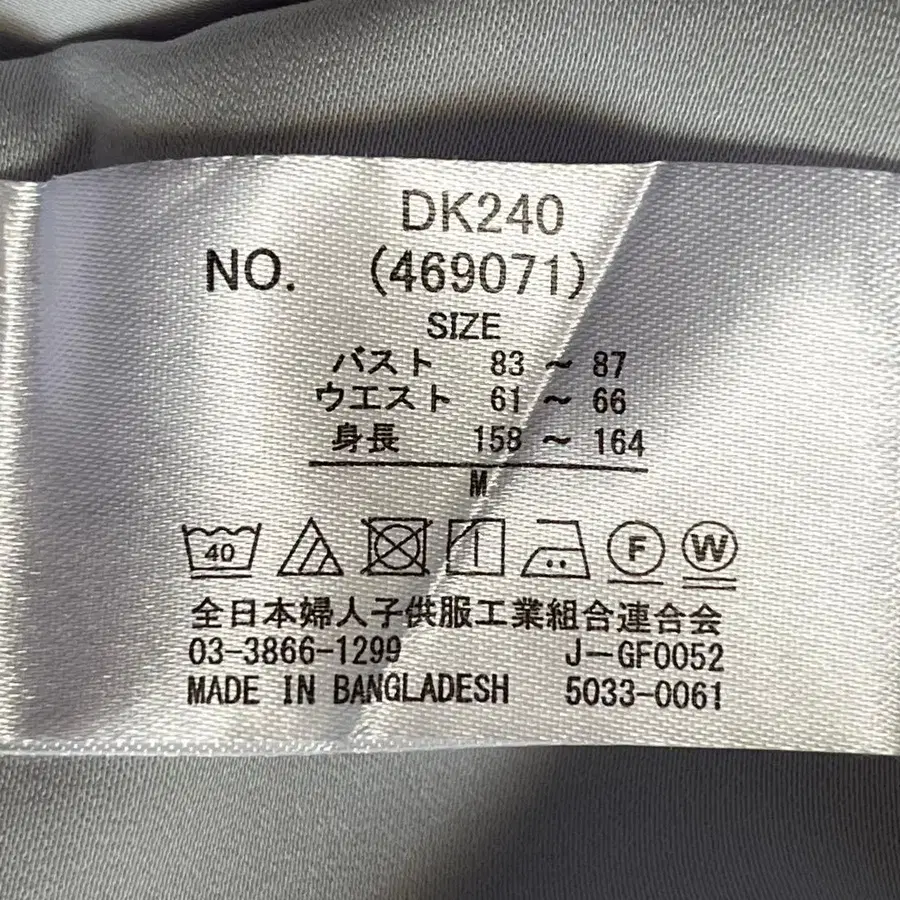 DK240
NO. (469071)
SIZE
バスト 83 ~ 87
ウエスト 61 ~ 66
身長 158 ~ 164
M
40 F W
全日本婦人子供服工業組合連合会
03-3866-1299 J-GF0052
MADE IN BANGLADESH 5033-0061